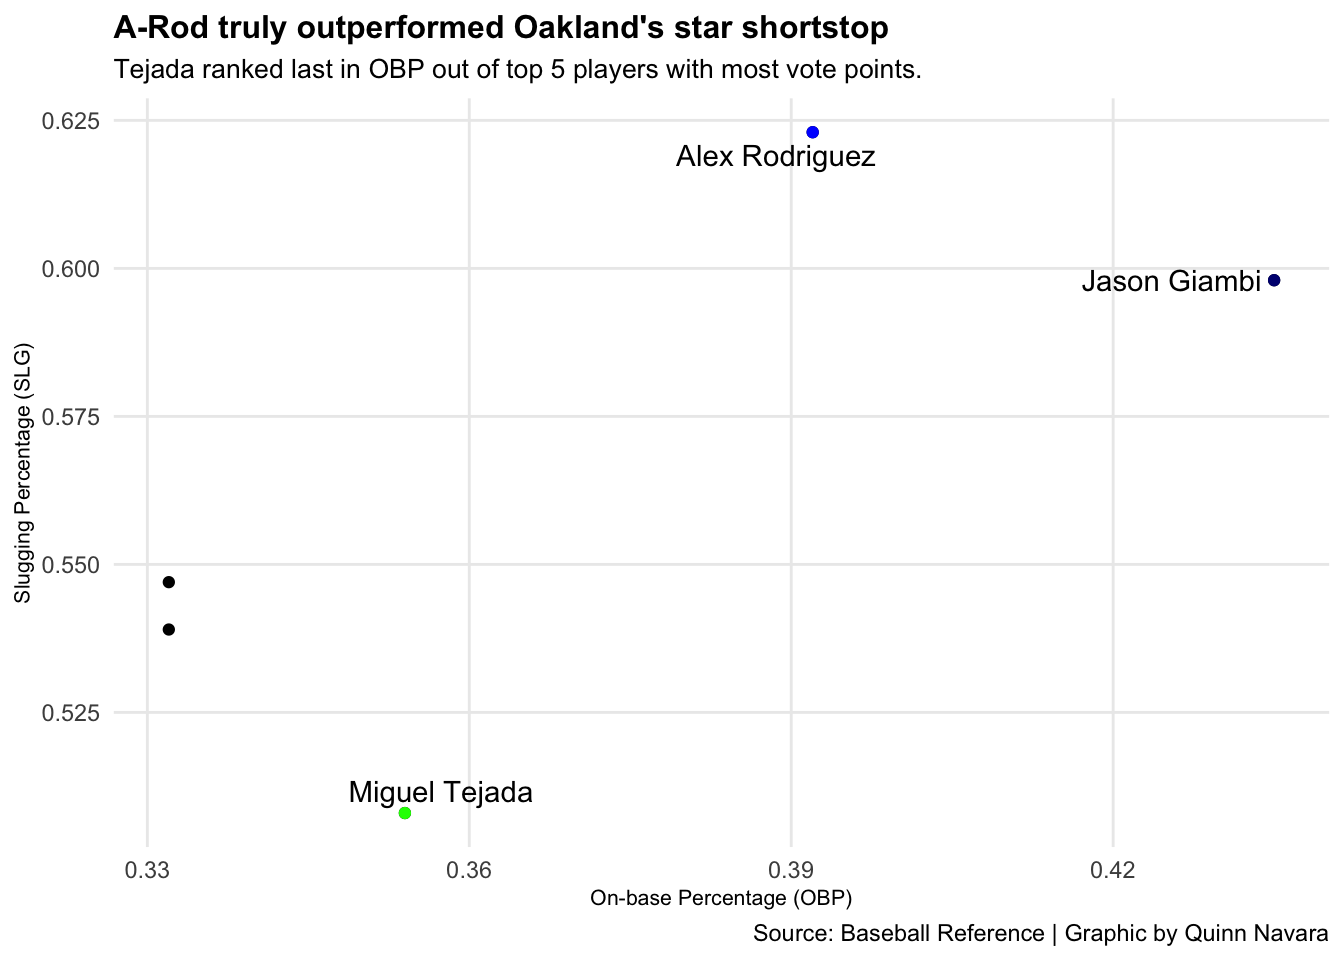 A-Rod truly outperformed Oakland's star shortstop
Tejada ranked last in OBP out of top 5 players with most vote points.
Slugging Percentage (SLG)
0.625
0.600
0.575
0.550
0.525
Alex Rodriguez
Jason Giambi
Miguel Tejada
0.33
0.36
0.39
0.42
On-base Percentage (OBP)
Source: Baseball Reference | Graphic by Quinn Navara